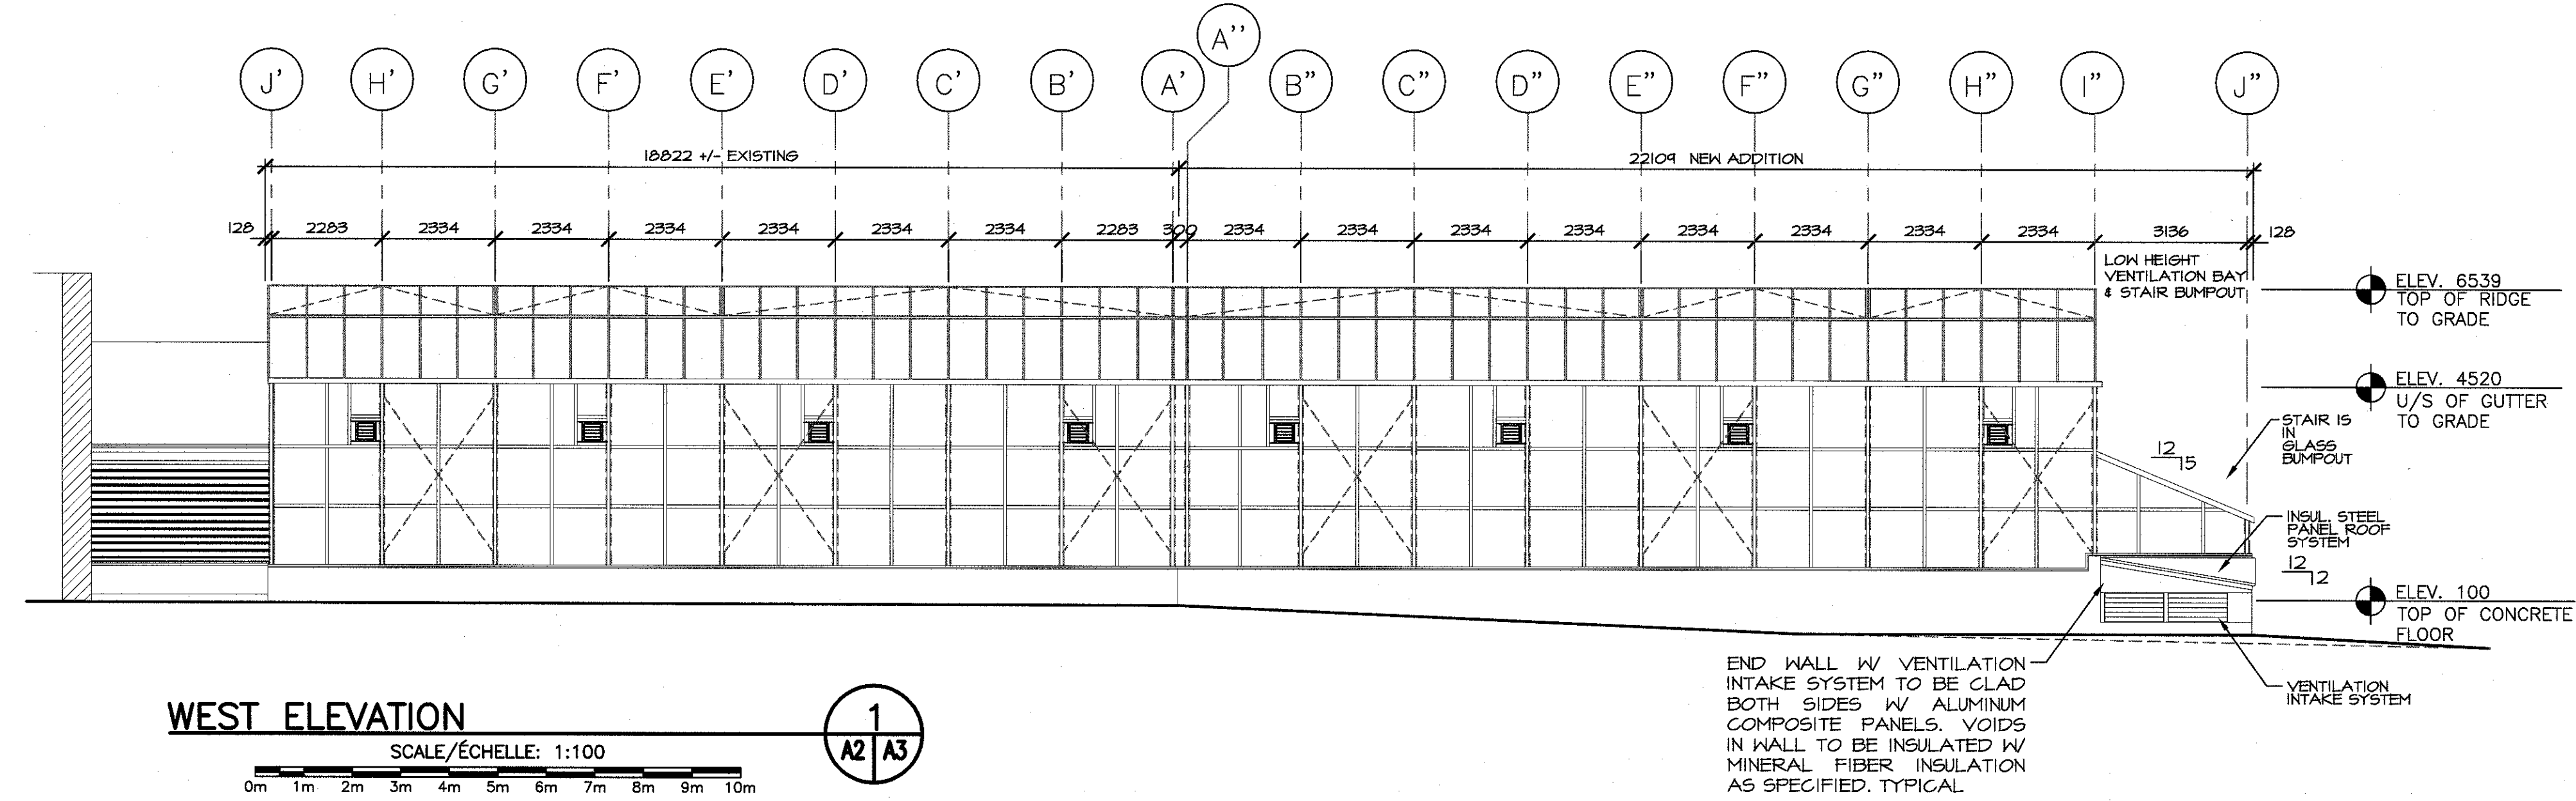 A''
J' H' G' F' E' D' C' B' A' B" C" D" E" F" G" H" I" J"
18822 +/- EXISTING
22109 NEW ADDITION
128 2283 2334 2334 2334 2334 2334 2334 2283 300 2334 2334 2334 2334 2334 2334 2334 2334 3136 128
LOW HEIGHT
VENTILATION BAY
& STAIR BUMPOUT
ELEV. 6539
TOP OF RIDGE
TO GRADE
ELEV. 4520
U/S OF GUTTER
TO GRADE
STAIR IS
IN
GLASS
BUMPOUT
12
15
INSUL. STEEL
PANEL ROOF
SYSTEM
12
2
ELEV. 100
TOP OF CONCRETE
FLOOR
END WALL W/ VENTILATION
INTAKE SYSTEM TO BE CLAD
BOTH SIDES W/ ALUMINUM
COMPOSITE PANELS. VOIDS
IN WALL TO BE INSULATED W/
MINERAL FIBER INSULATION
AS SPECIFIED. TYPICAL
VENTILATION
INTAKE SYSTEM
WEST ELEVATION
1
A2 A3
SCALE/ÉCHELLE: 1:100
0m 1m 2m 3m 4m 5m 6m 7m 8m 9m 10m